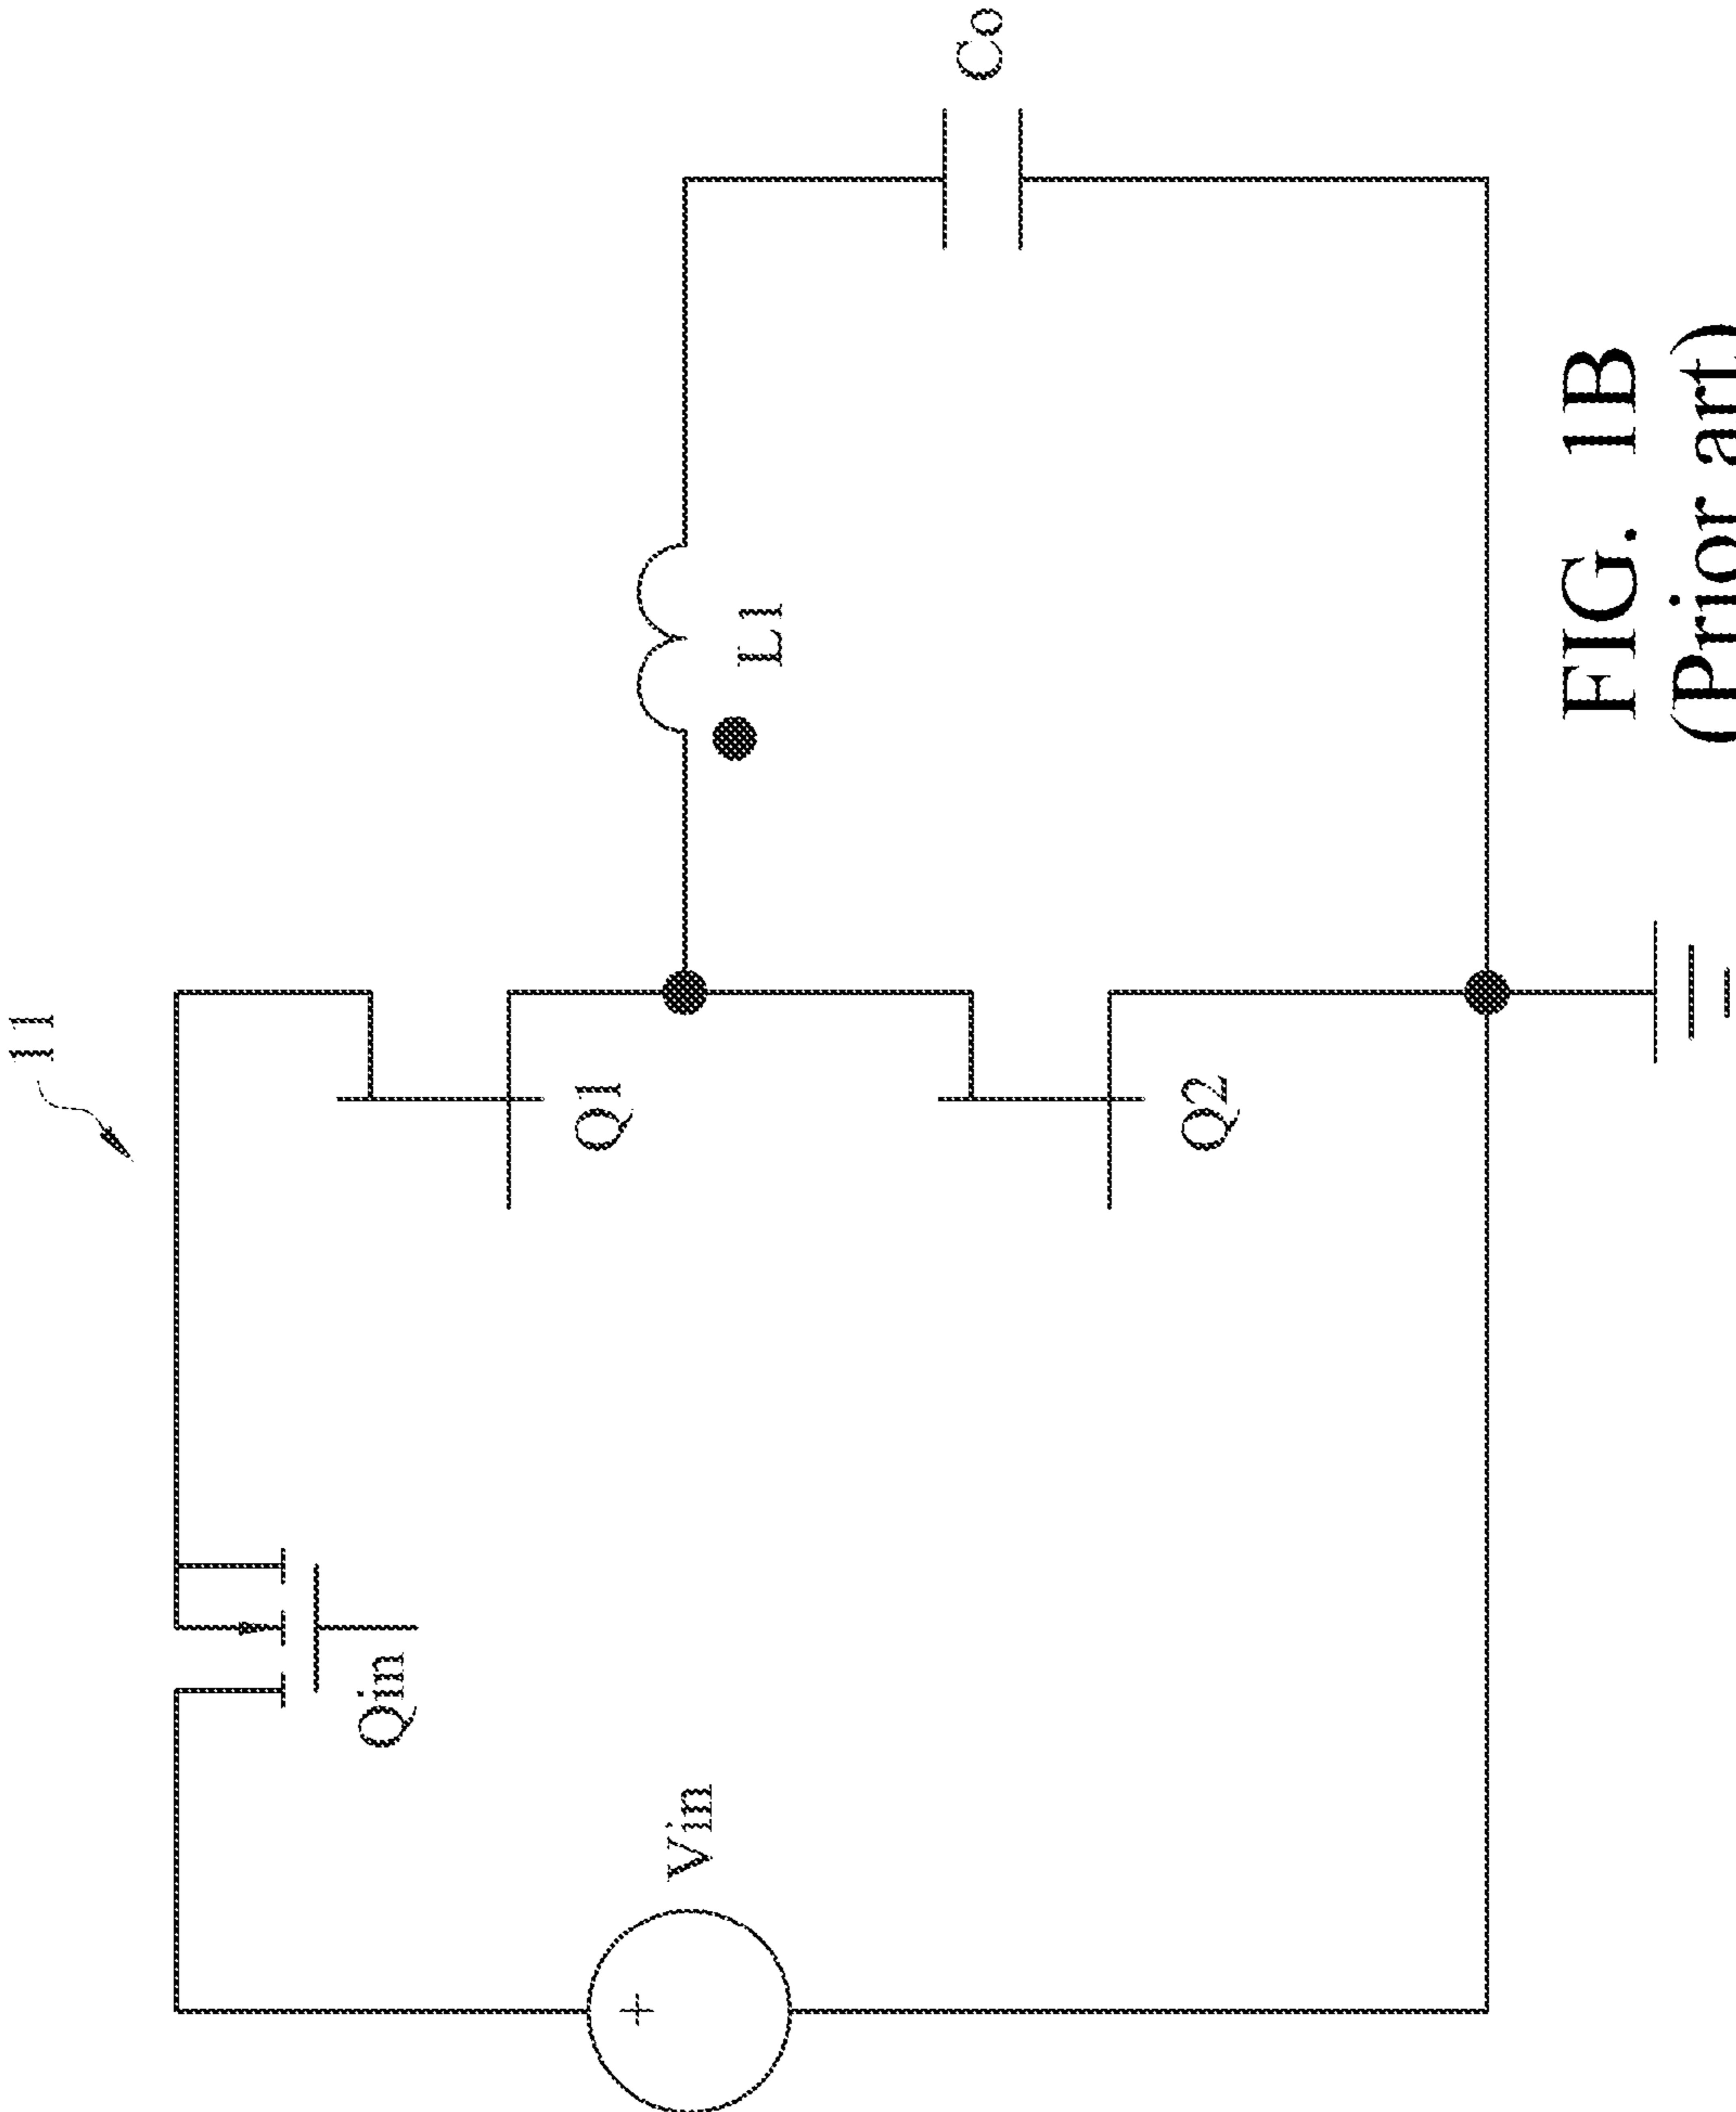 11
Qin
Q1
Vin
L1
Co
Q2
FIG. 1B
(Prior art)